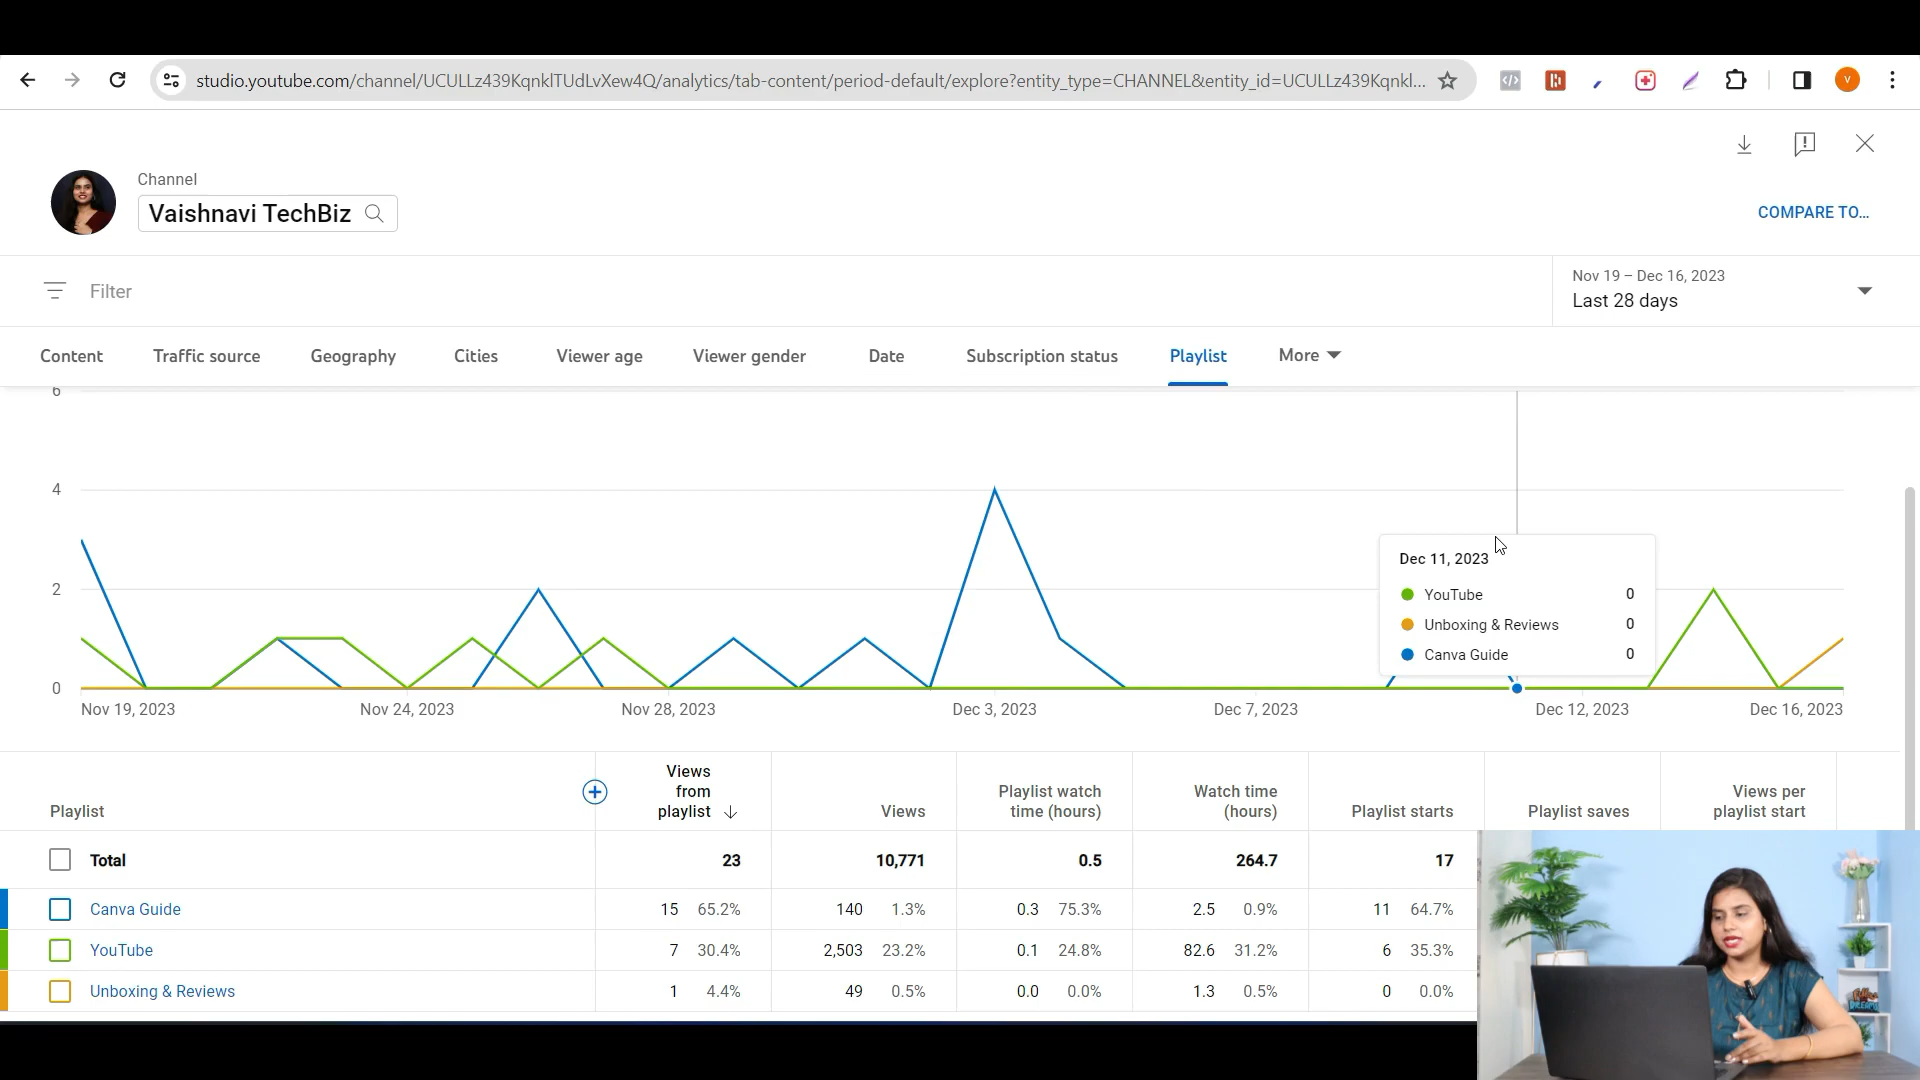 studio.youtube.com/channel/UCULLz439KqnklTUdLvXew4Q/analytics/tab-content/period-default/explore?entity_type=CHANNEL&entity_id=UCULLz439Kqnkl...
V
Channel
Vaishnavi TechBiz
COMPARE TO...
Filter
Nov 19 – Dec 16, 2023
Last 28 days
Content Traffic source Geography Cities Viewer age Viewer gender Date Subscription status Playlist More
6
4
2
0
Dec 11, 2023
YouTube 0
Unboxing & Reviews 0
Canva Guide 0
Nov 19, 2023 Nov 24, 2023 Nov 28, 2023 Dec 3, 2023 Dec 7, 2023 Dec 12, 2023 Dec 16, 2023
Playlist
Views from playlist
Views
Playlist watch time (hours)
Watch time (hours)
Playlist starts
Playlist saves
Views per playlist start
Total 23 10,771 0.5 264.7 17
Canva Guide 15 65.2% 140 1.3% 0.3 75.3% 2.5 0.9% 11 64.7%
YouTube 7 30.4% 2,503 23.2% 0.1 24.8% 82.6 31.2% 6 35.3%
Unboxing & Reviews 1 4.4% 49 0.5% 0.0 0.0% 1.3 0.5% 0 0.0%